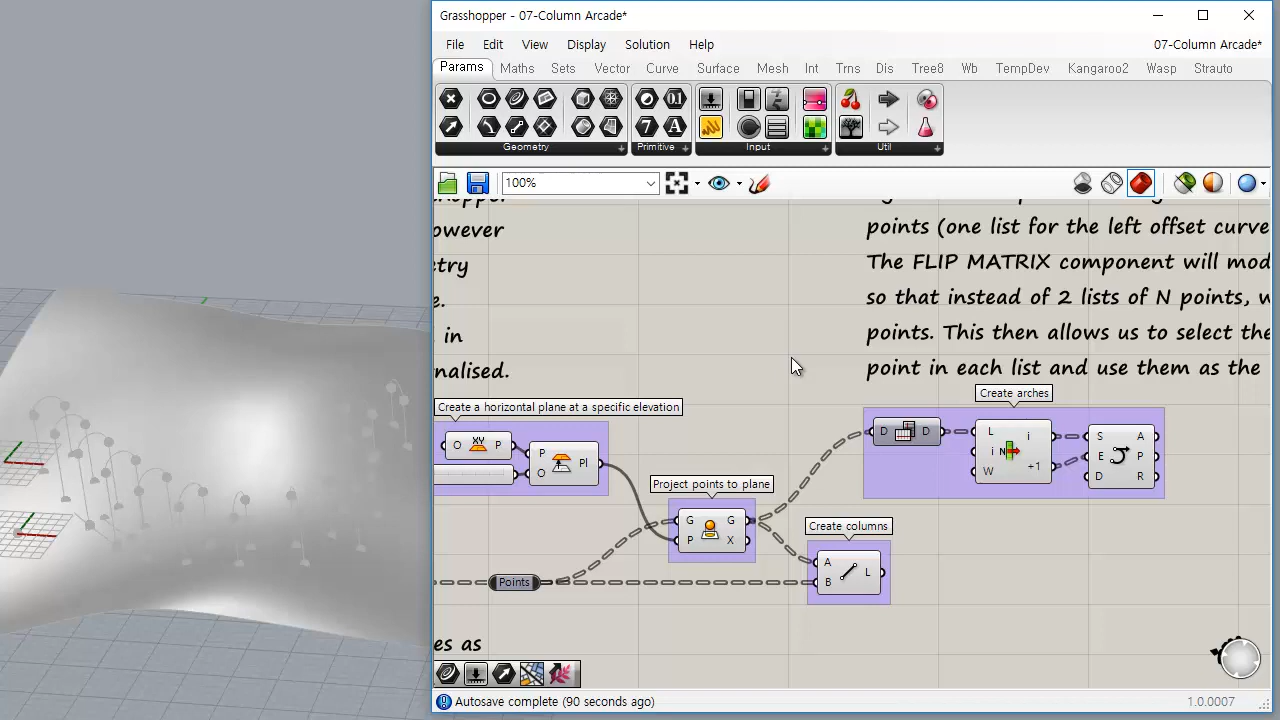 Grasshopper - 07-Column Arcade*
File Edit View Display Solution Help 07-Column Arcade*
Params Maths Sets Vector Curve Surface Mesh Int Trns Dis Tree8 Wb TempDev Kangaroo2 Wasp Strauto
Geometry Primitive Input Util
100%
owever
etry
e.
in
nalised.
points (one list for the left offset curve
The FLIP MATRIX component will mod
so that instead of 2 lists of N points, w
points. This then allows us to select the
point in each list and use them as the
Create arches
Create a horizontal plane at a specific elevation
D D
L i
i N +1
W
S A
E P
D R
O XY P
P Pl
O
Project points to plane
G G
P X
Create columns
A L
B
Points
es as
Autosave complete (90 seconds ago) 1.0.0007